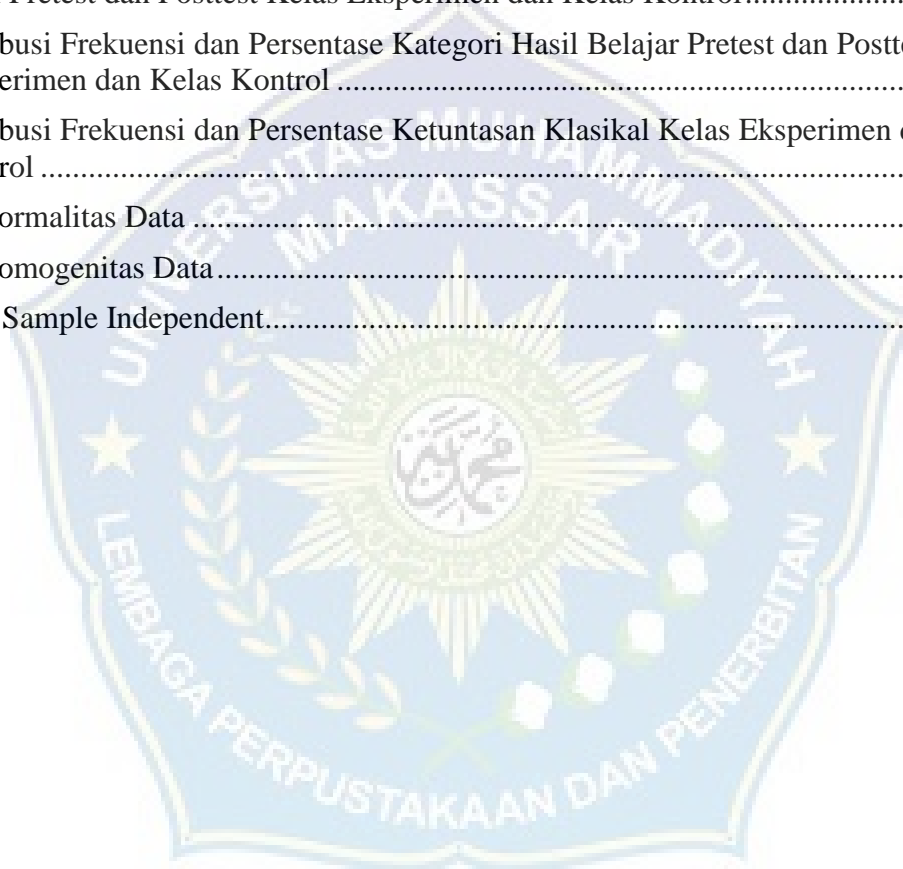 Pretest dan Posttest Kelas Eksperimen dan Kelas Kontrol..............................
busi Frekuensi dan Persentase Kategori Hasil Belajar Pretest dan Postt
erimen dan Kelas Kontrol ...........................................................................
busi Frekuensi dan Persentase Ketuntasan Klasikal Kelas Eksperimen
rol ...............................................................................................................
ormalitas Data .............................................................................................
omogenitas Data..........................................................................................
Sample Independent....................................................................................
UNIVERSITAS MUHAMMADIYAH
MAKASSAR
LEMBAGA PERPUSTAKAAN DAN PENERBITAN